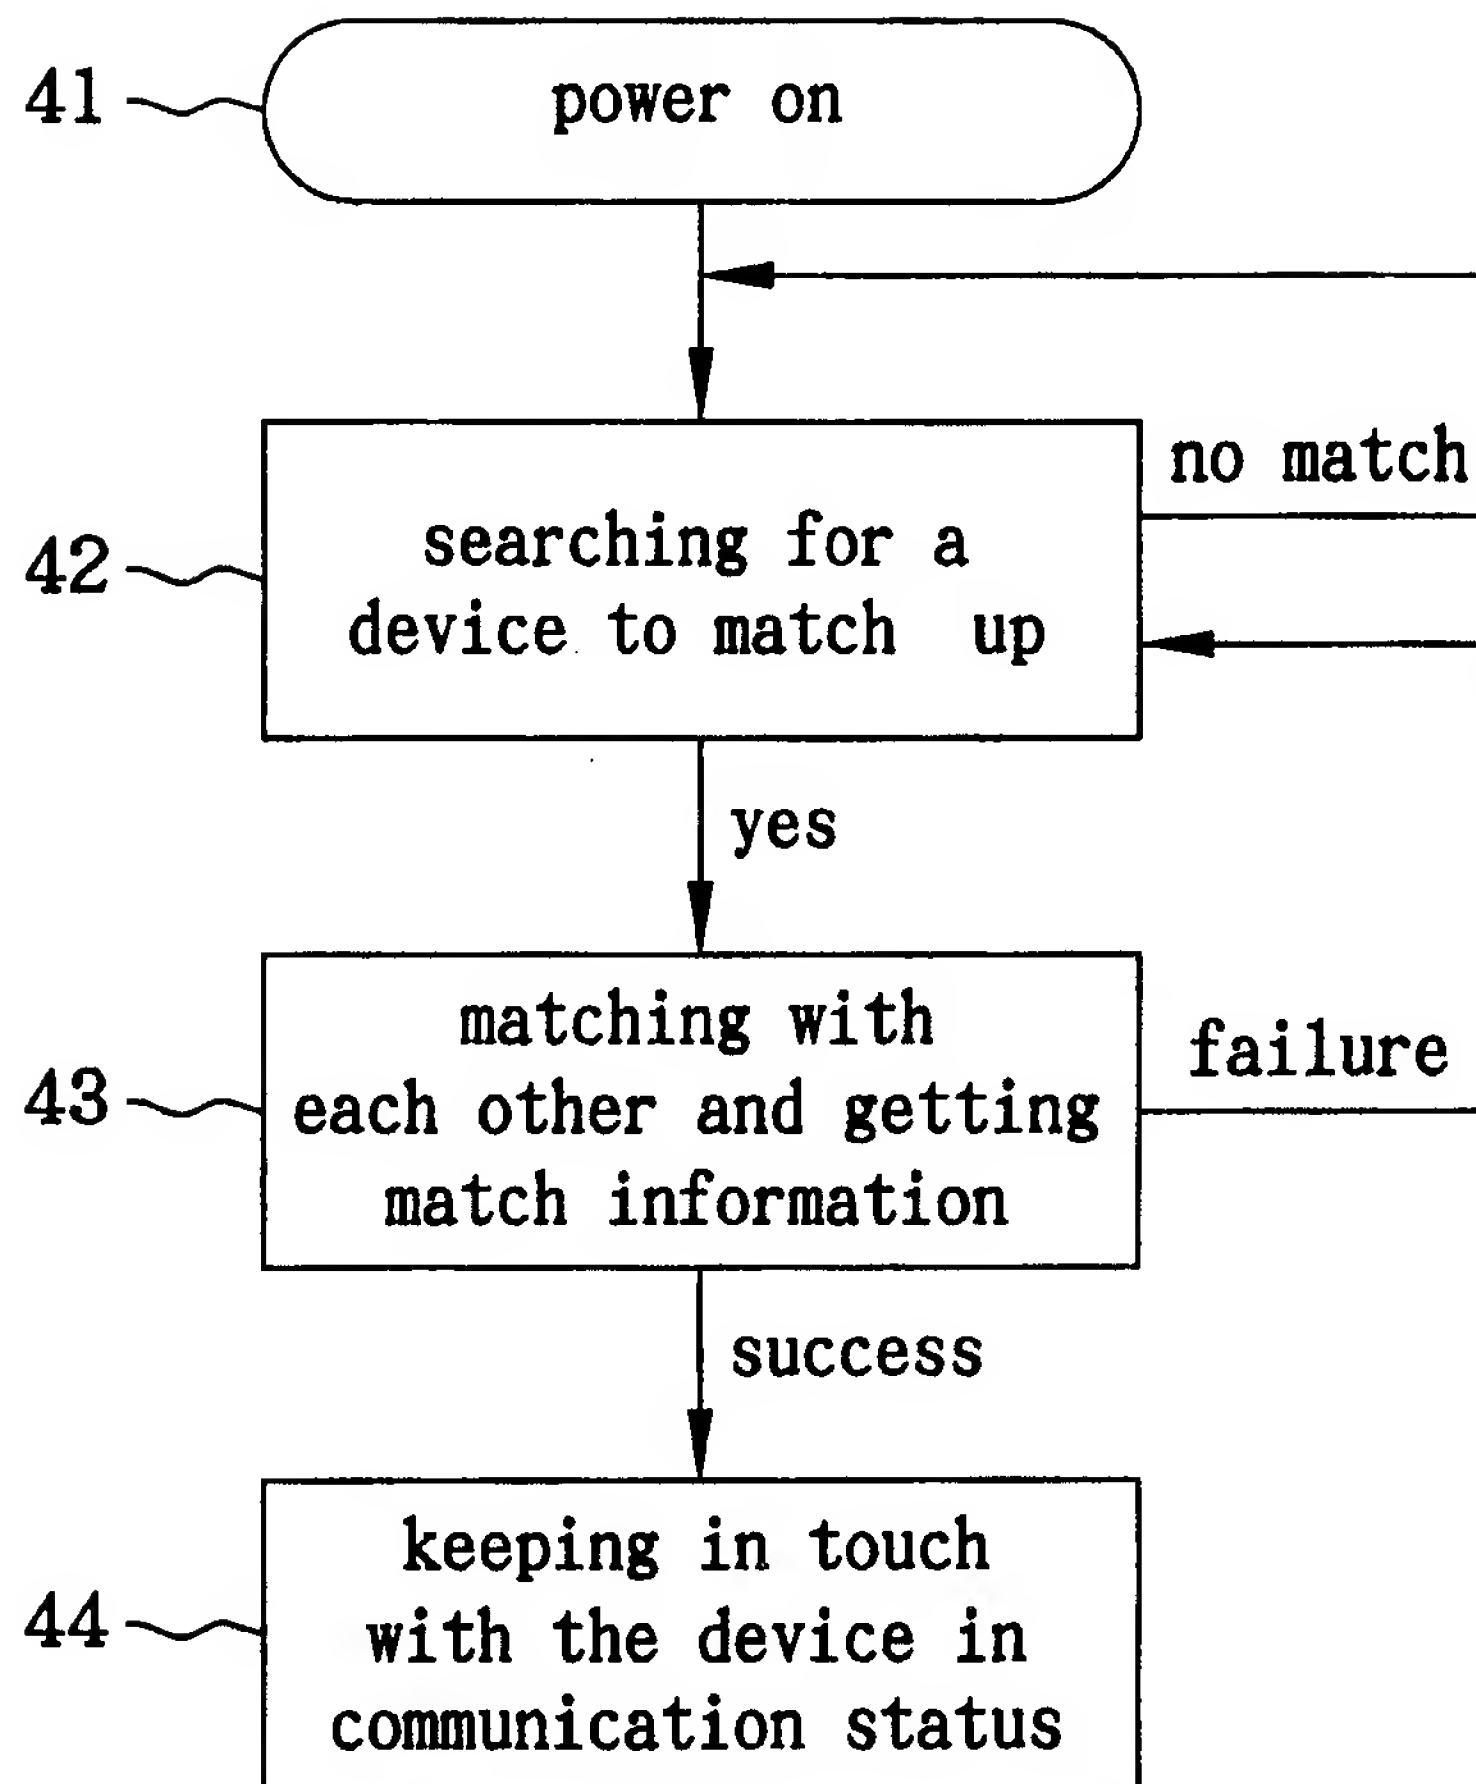 41
power on
no match
42
searching for a
device to match up
yes
43
matching with
each other and getting
match information
failure
success
44
keeping in touch
with the device in
communication status